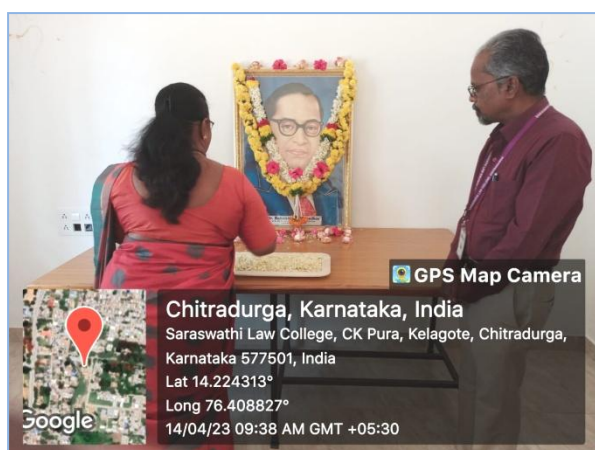 GPS Map Camera
Chitradurga, Karnataka, India
Saraswathi Law College, CK Pura, Kelagote, Chitradurga,
Karnataka 577501, India
Lat 14.224313°
Long 76.408827°
14/04/23 09:38 AM GMT +05:30
Google